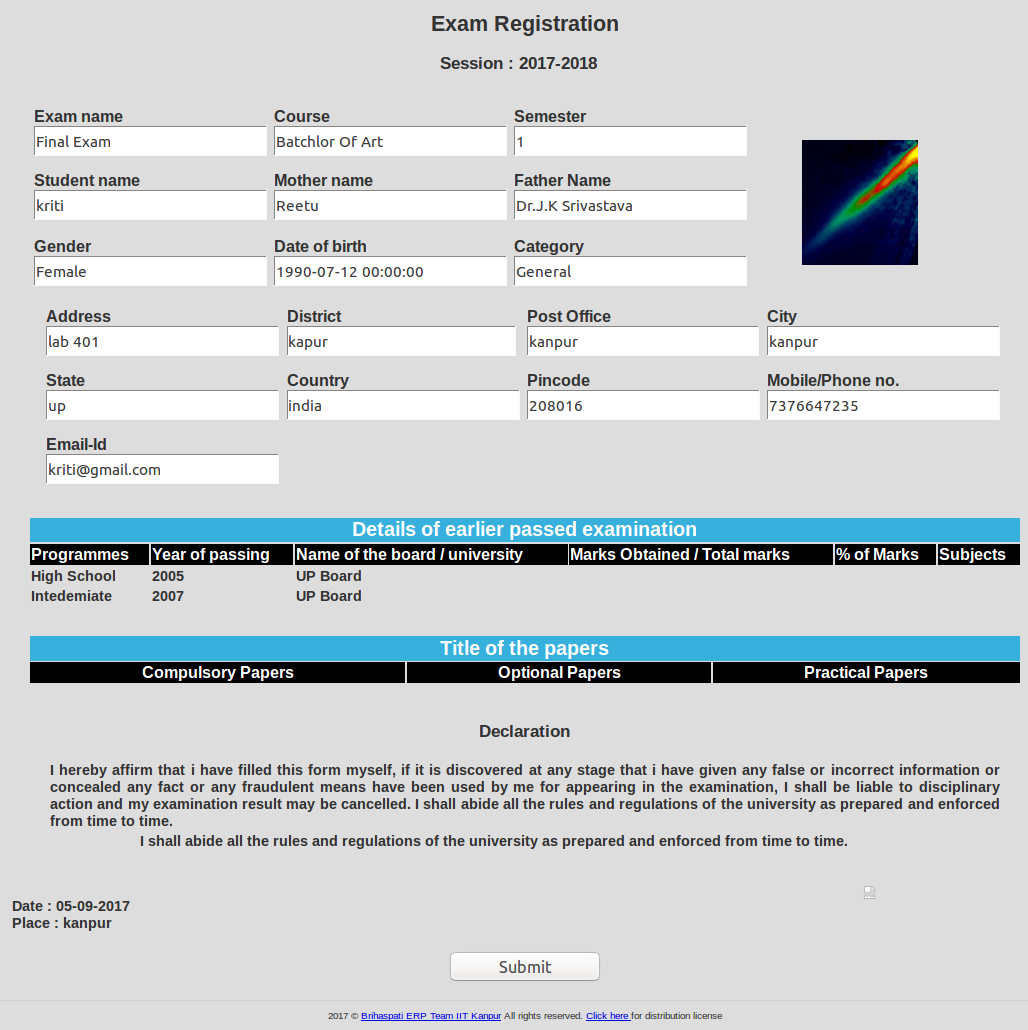 Exam Registration
Session : 2017-2018
Exam name Course Semester
Final Exam Batchlor Of Art 1
Student name Mother name Father Name
kriti Reetu Dr.J.K Srivastava
Gender Date of birth Category
Female 1990-07-12 00:00:00 General
Address District Post Office City
lab 401 kapur kanpur kanpur
State Country Pincode Mobile/Phone no.
up india 208016 7376647235
Email-Id
kriti@gmail.com
Details of earlier passed examination
Programmes Year of passing Name of the board / university Marks Obtained / Total marks % of Marks Subjects
High School 2005 UP Board
Intedemiate 2007 UP Board
Title of the papers
Compulsory Papers Optional Papers Practical Papers
Declaration
I hereby affirm that i have filled this form myself, if it is discovered at any stage that i have given any false or incorrect information or
concealed any fact or any fraudulent means have been used by me for appearing in the examination, I shall be liable to disciplinary
action and my examination result may be cancelled. I shall abide all the rules and regulations of the university as prepared and enforced
from time to time.
I shall abide all the rules and regulations of the university as prepared and enforced from time to time.
Date : 05-09-2017
Place : kanpur
Submit
2017 © Brihaspati ERP Team IIT Kanpur All rights reserved. Click here for distribution license